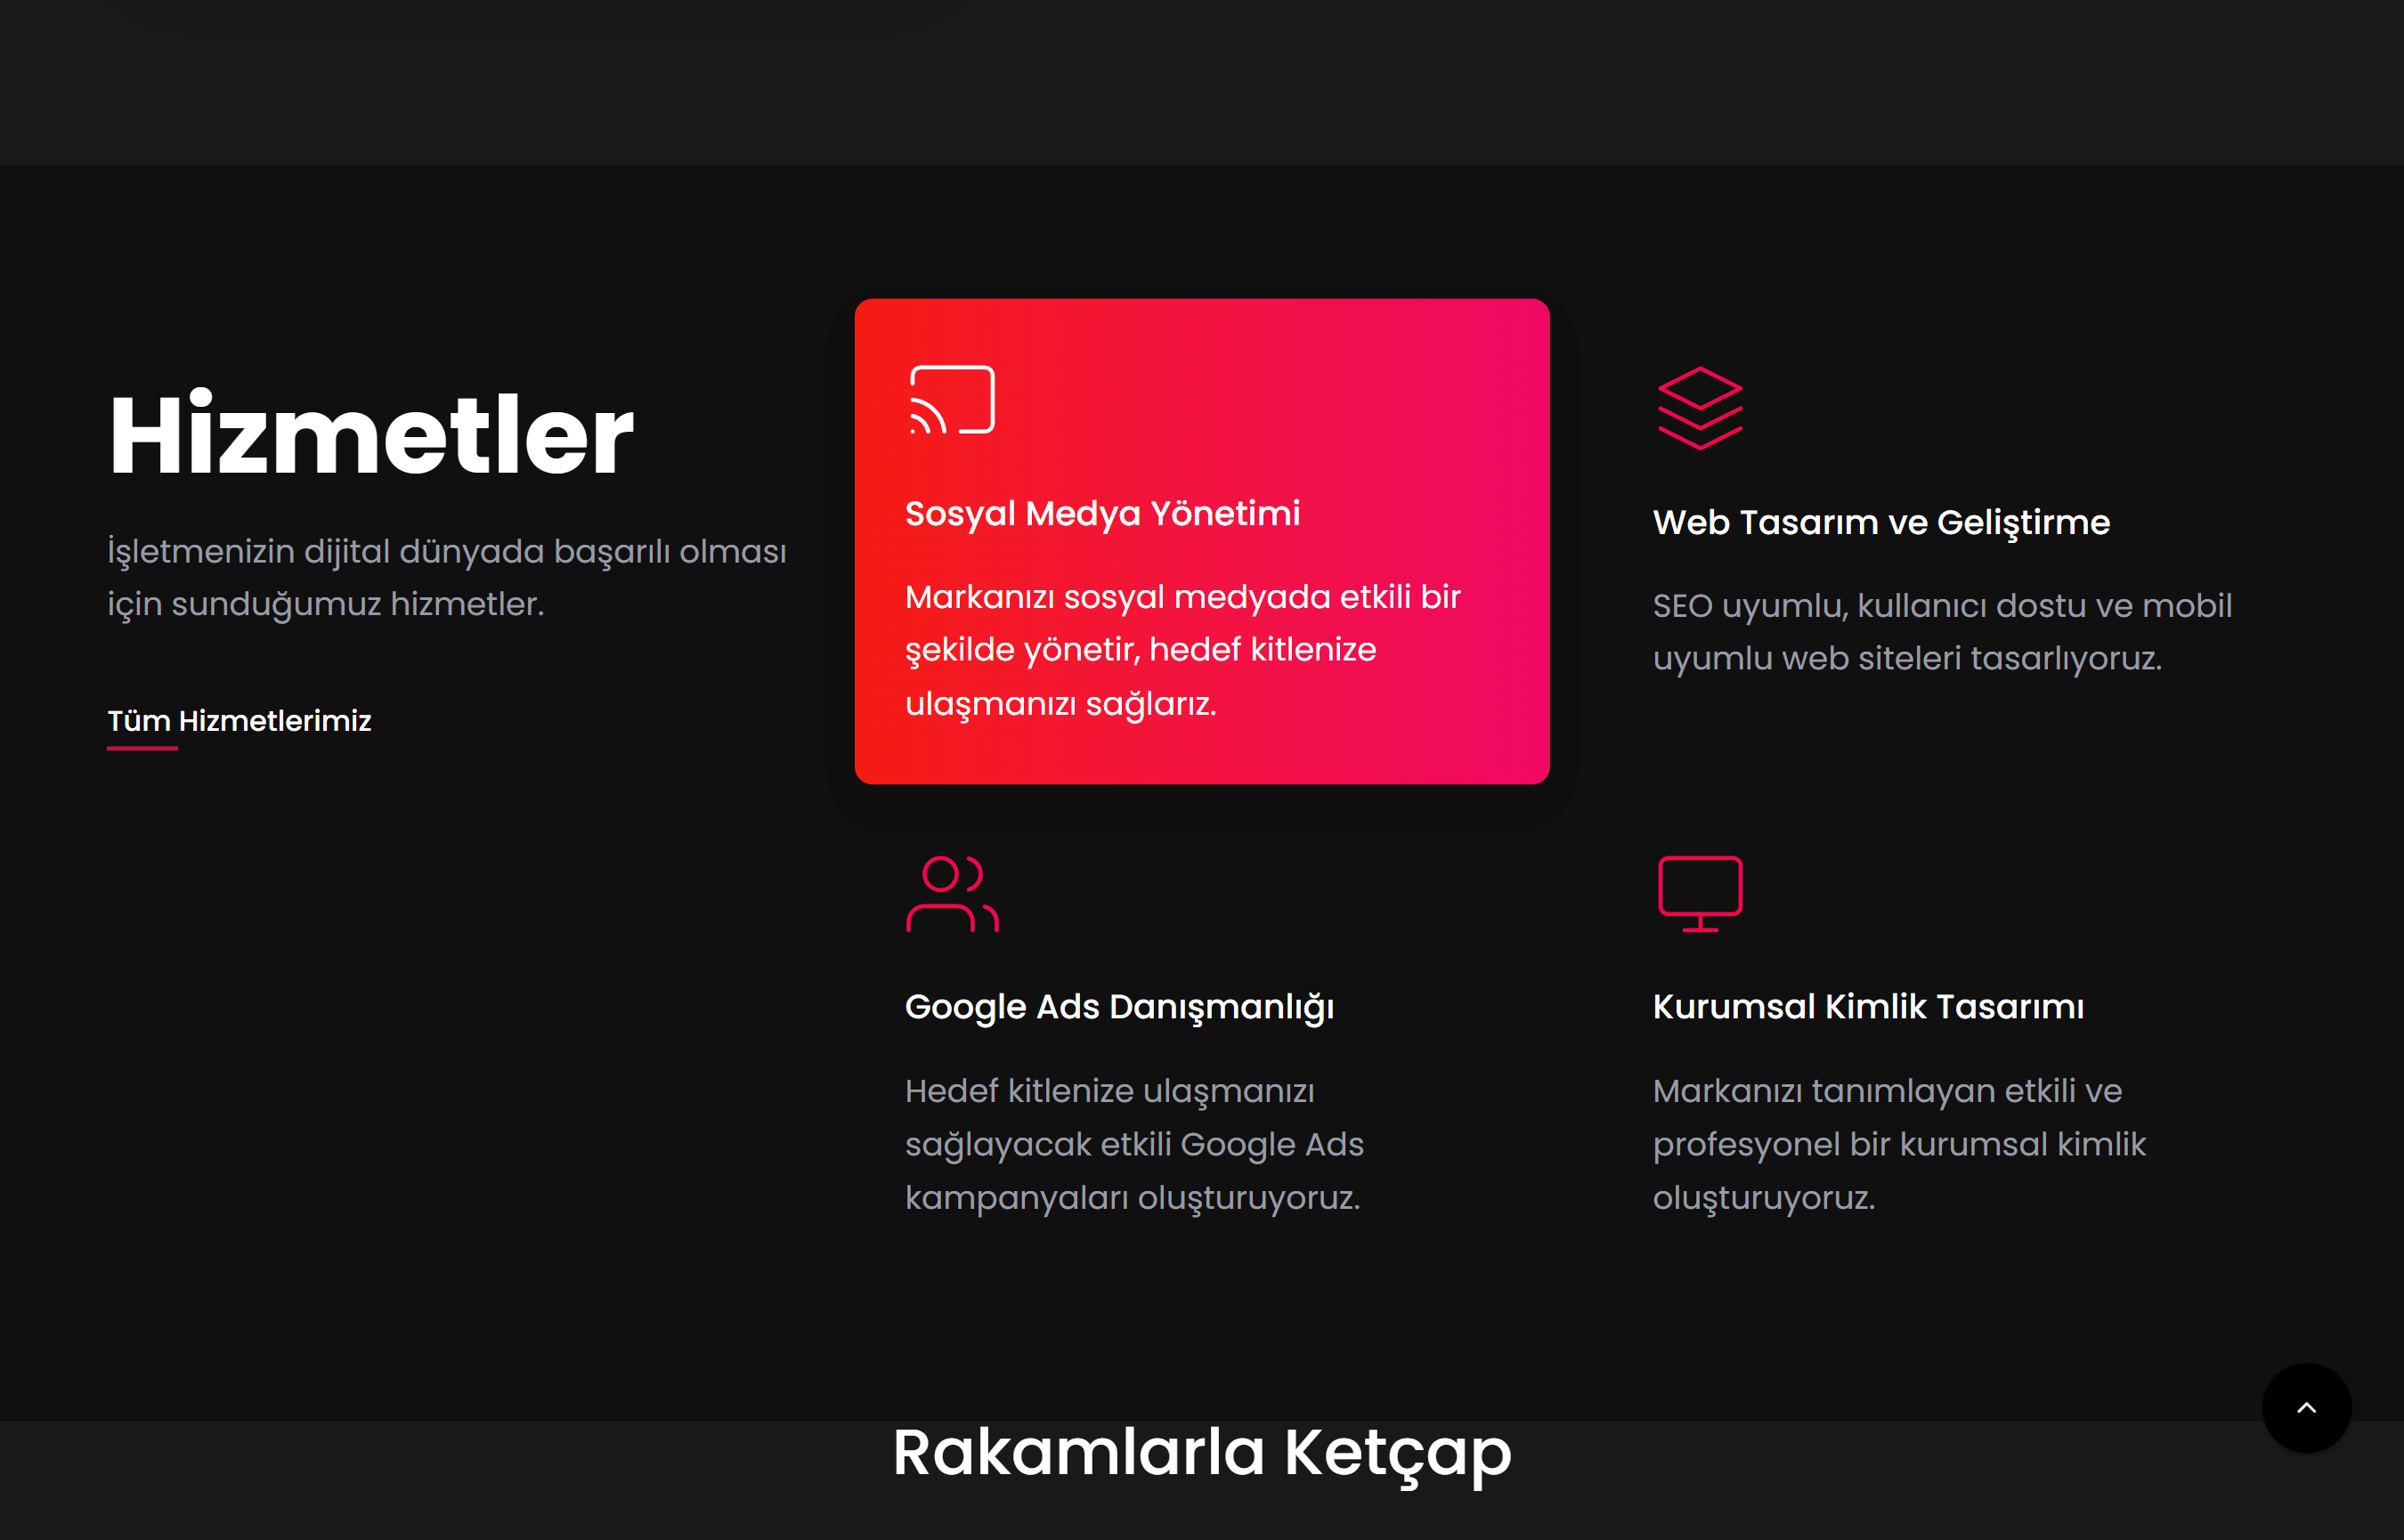 Hizmetler
İşletmenizin dijital dünyada başarılı olması
için sunduğumuz hizmetler.
Tüm Hizmetlerimiz
Sosyal Medya Yönetimi
Markanızı sosyal medyada etkili bir
şekilde yönetir, hedef kitlenize
ulaşmanızı sağlarız.
Web Tasarım ve Geliştirme
SEO uyumlu, kullanıcı dostu ve mobil
uyumlu web siteleri tasarlıyoruz.
Google Ads Danışmanlığı
Hedef kitlenize ulaşmanızı
sağlayacak etkili Google Ads
kampanyaları oluşturuyoruz.
Kurumsal Kimlik Tasarımı
Markanızı tanımlayan etkili ve
profesyonel bir kurumsal kimlik
oluşturuyoruz.
Rakamlarla Ketçap